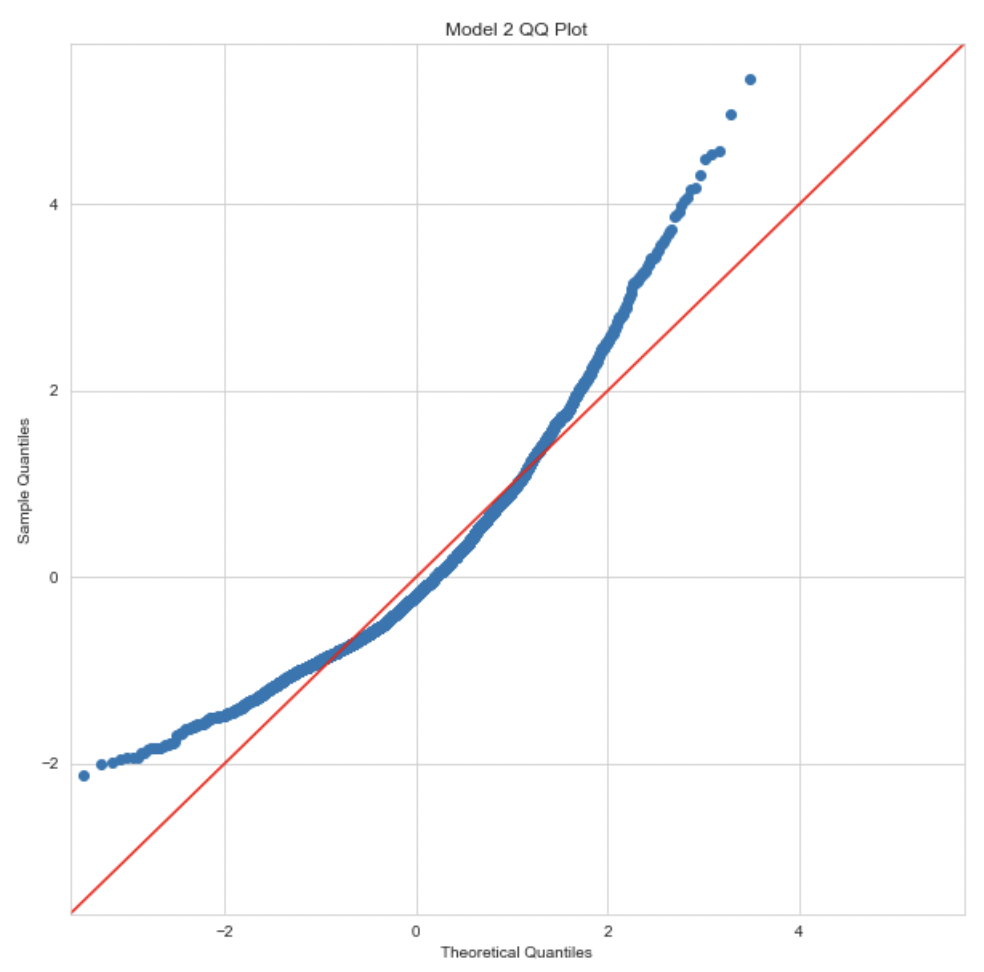 Model 2 QQ Plot
4
2
0
−2
Sample Quantiles
−2 0 2 4
Theoretical Quantiles